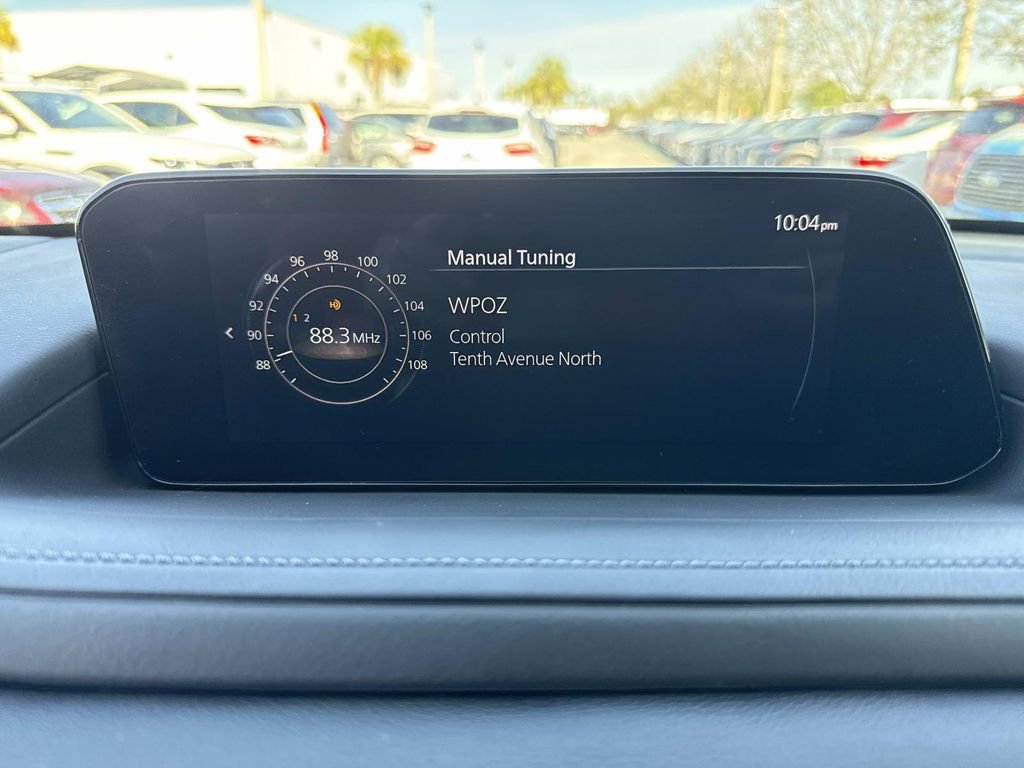 10:04pm
Manual Tuning
88 90 92 94 96 98 100 102 104 106 108
HD
1 2
88.3 MHz
WPOZ
Control
Tenth Avenue North